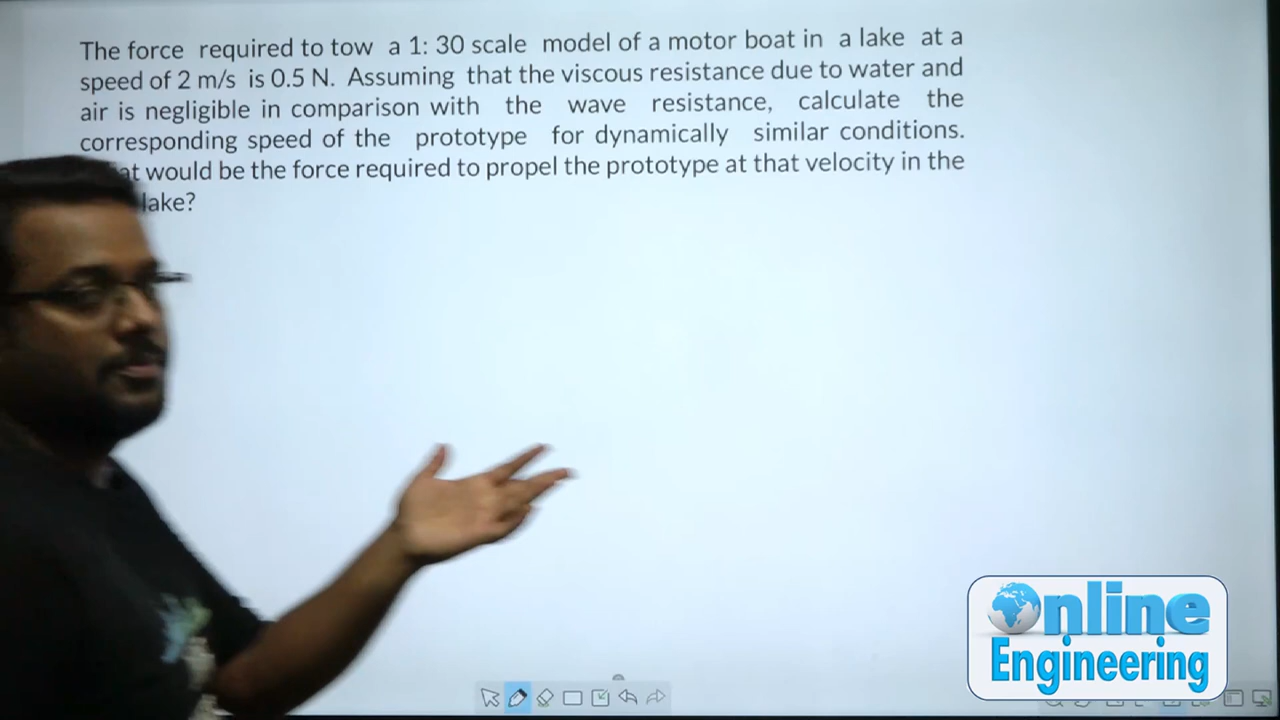 The force required to tow a 1: 30 scale model of a motor boat in a lake at a
speed of 2 m/s is 0.5 N. Assuming that the viscous resistance due to water and
air is negligible in comparison with the wave resistance, calculate the
corresponding speed of the prototype for dynamically similar conditions.
would be the force required to propel the prototype at that velocity in the
lake?
Online
Engineering